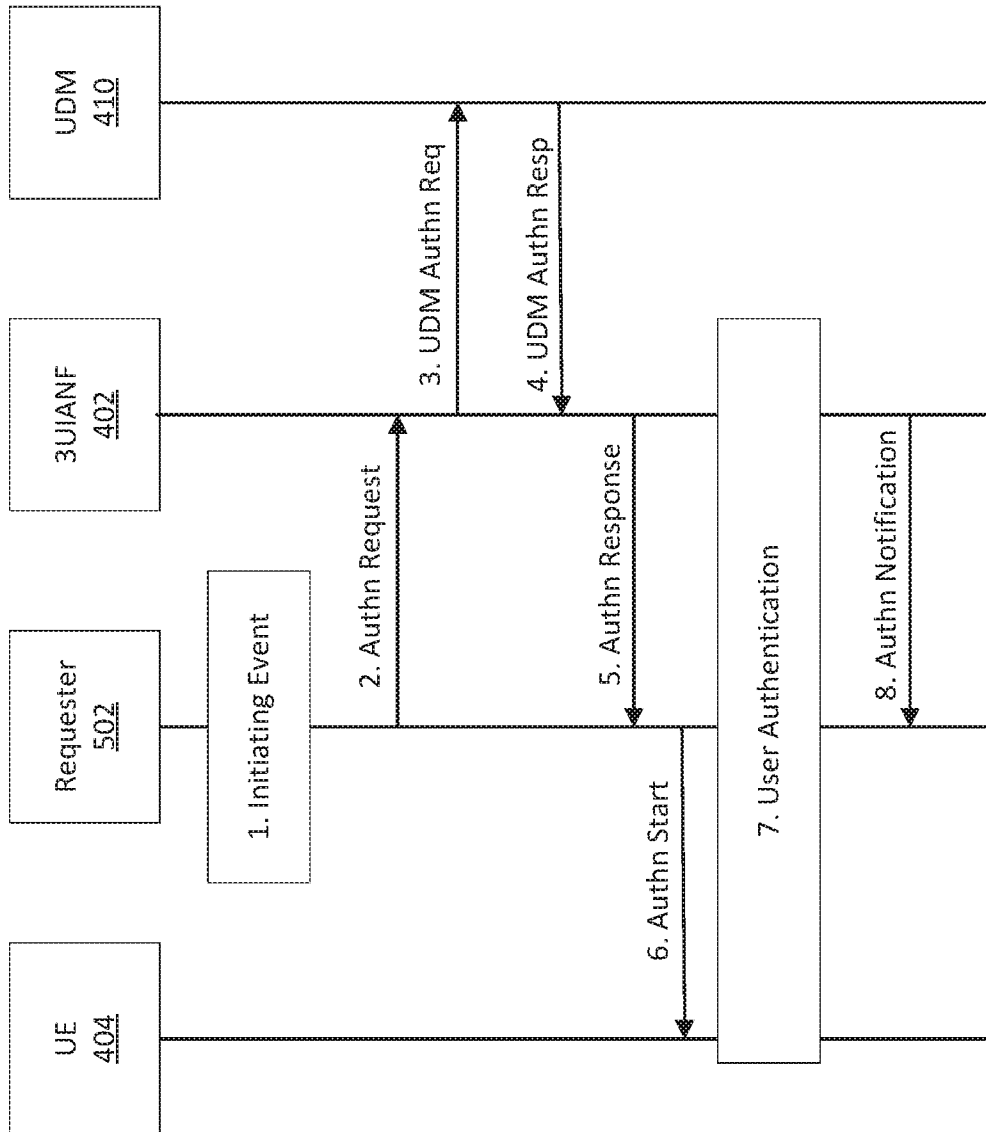 UE
404
Requester
502
3UIANF
402
UDM
410
1. Initiating Event
2. Authn Request
3. UDM Authn Req
4. UDM Authn Resp
5. Authn Response
6. Authn Start
7. User Authentication
8. Authn Notification